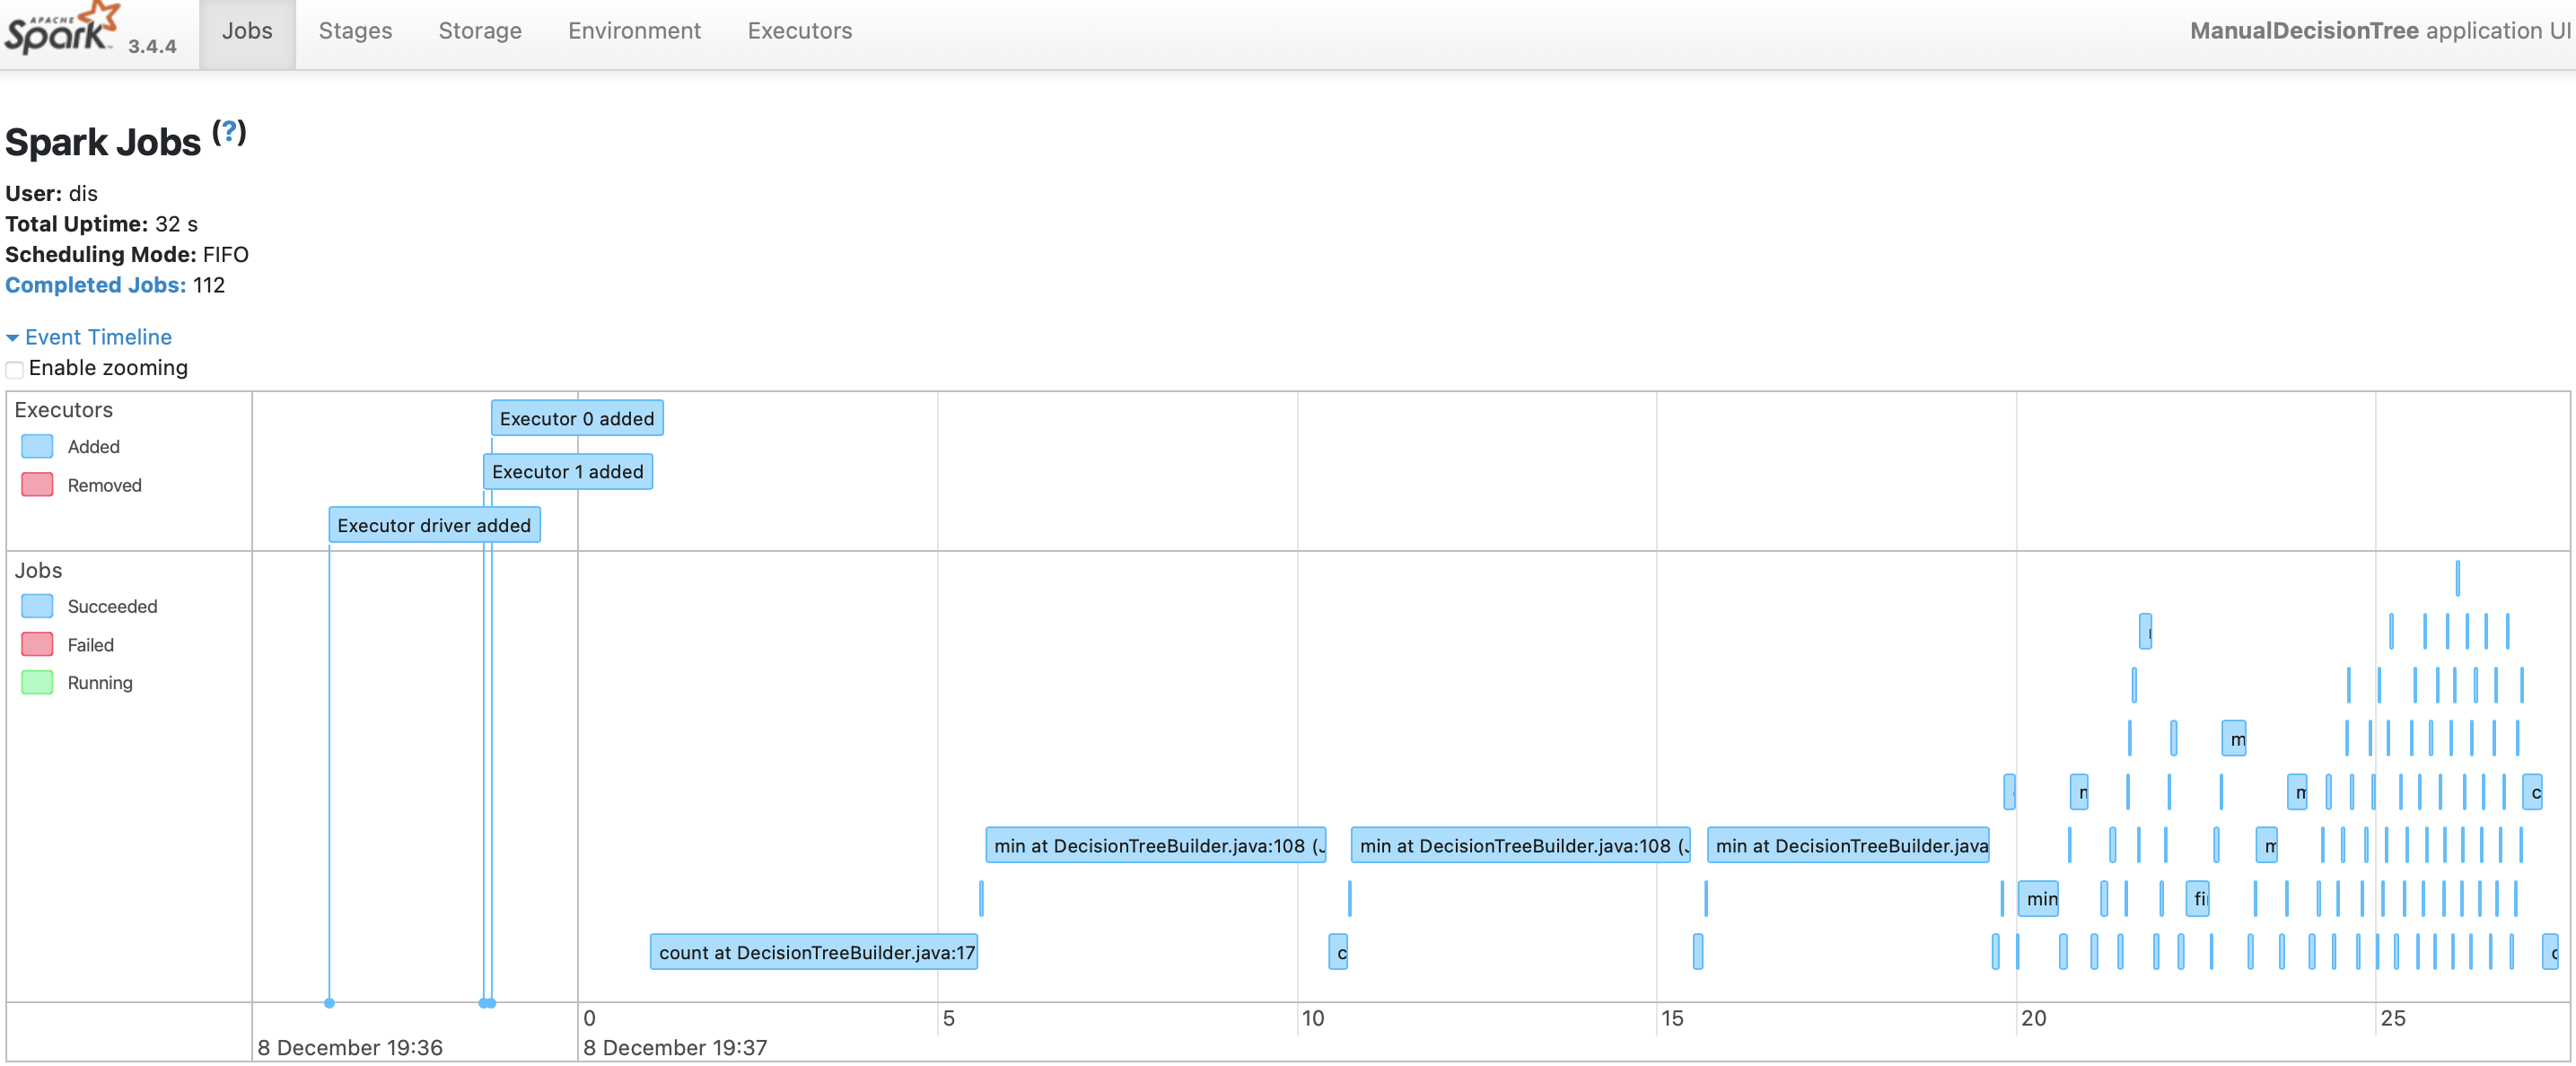 APACHE
Spark 3.4.4 Jobs Stages Storage Environment Executors ManualDecisionTree application UI
Spark Jobs (?)
User: dis
Total Uptime: 32 s
Scheduling Mode: FIFO
Completed Jobs: 112
Event Timeline
Enable zooming
Executors
Added
Removed
Executor 0 added
Executor 1 added
Executor driver added
Jobs
Succeeded
Failed
Running
m
m c
min at DecisionTreeBuilder.java:108 ( min at DecisionTreeBuilder.java:108 ( min at DecisionTreeBuilder.java
min fi
count at DecisionTreeBuilder.java:17 c
0 5 10 15 20 25
8 December 19:36 8 December 19:37